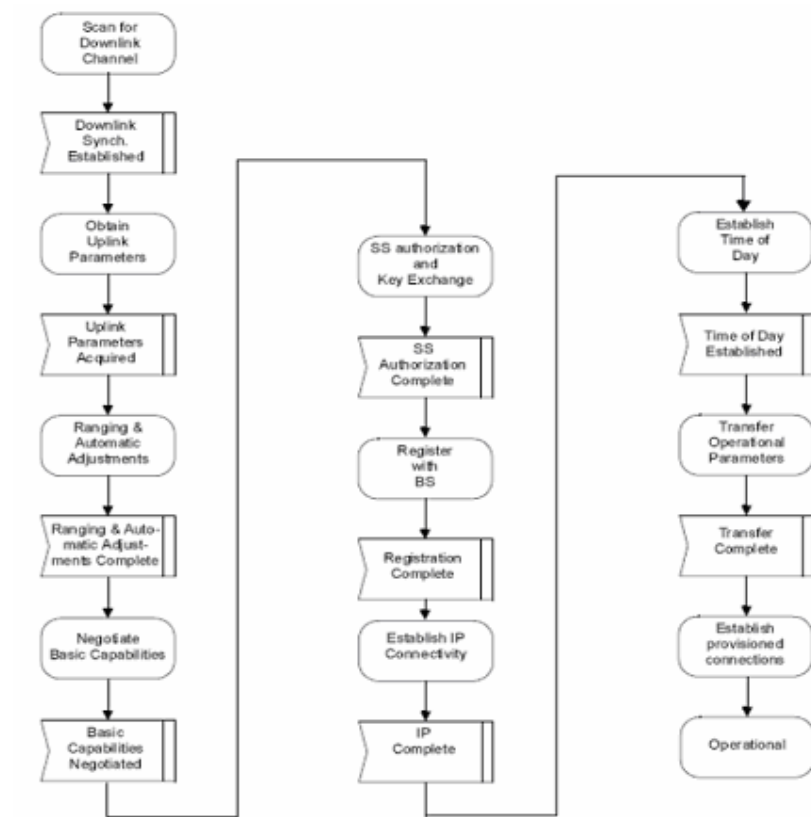 Scan for
Downlink
Channel
Downlink
Synch.
Established
Obtain
Uplink
Parameters
Uplink
Parameters
Acquired
Ranging &
Automatic
Adjustments
Ranging & Auto-
matic Adjust-
ments Complete
Negotiate
Basic Capabilities
Basic
Capabilities
Negotiated
SS authorization
and
Key Exchange
SS
Authorization
Complete
Register
with
BS
Registration
Complete
Establish IP
Connectivity
IP
Complete
Establish
Time of
Day
Time of Day
Established
Transfer
Operational
Parameters
Transfer
Complete
Establish
provisioned
connections
Operational